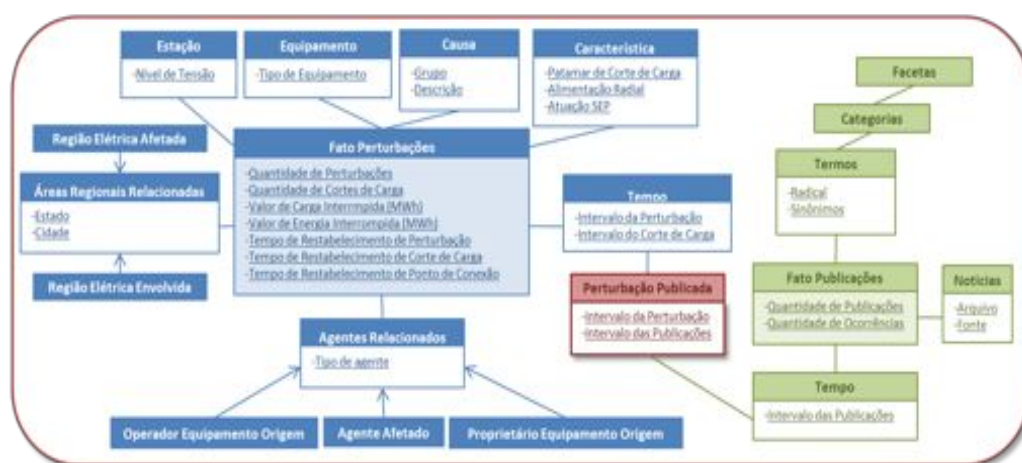 Estação
-Nível de Tensão
Equipamento
-Tipo de Equipamento
Causa
-Grupo
-Descrição
Característica
-Patamar de Corte de Carga
-Alimentação Radial
-Atuação SEP
Facetas
Categorias
Termos
-Radical
-Sinônimos
Região Elétrica Afetada
Áreas Regionais Relacionadas
-Estado
-Cidade
Região Elétrica Envolvida
Fato Perturbações
-Quantidade de Perturbações
-Quantidade de Cortes de Carga
-Valor de Carga Interrmpida (MWh)
-Valor de Energia Interrompida (MWh)
-Tempo de Restabelecimento de Perturbação
-Tempo de Restabelecimento de Corte de Carga
-Tempo de Restabelecimento de Ponto de Conexão
Tempo
-Intervalo da Perturbação
-Intervalo do Corte de Carga
Perturbação Publicada
-Intervalo da Perturbação
-Intervalo das Publicações
Fato Publicações
-Quantidade de Publicações
-Quantidade de Ocorrências
Noticias
-Arquivo
-Fonte
Tempo
-Intervalo das Publicações
Agentes Relacionados
-Tipo de agente
Operador Equipamento Origem
Agente Afetado
Proprietário Equipamento Origem